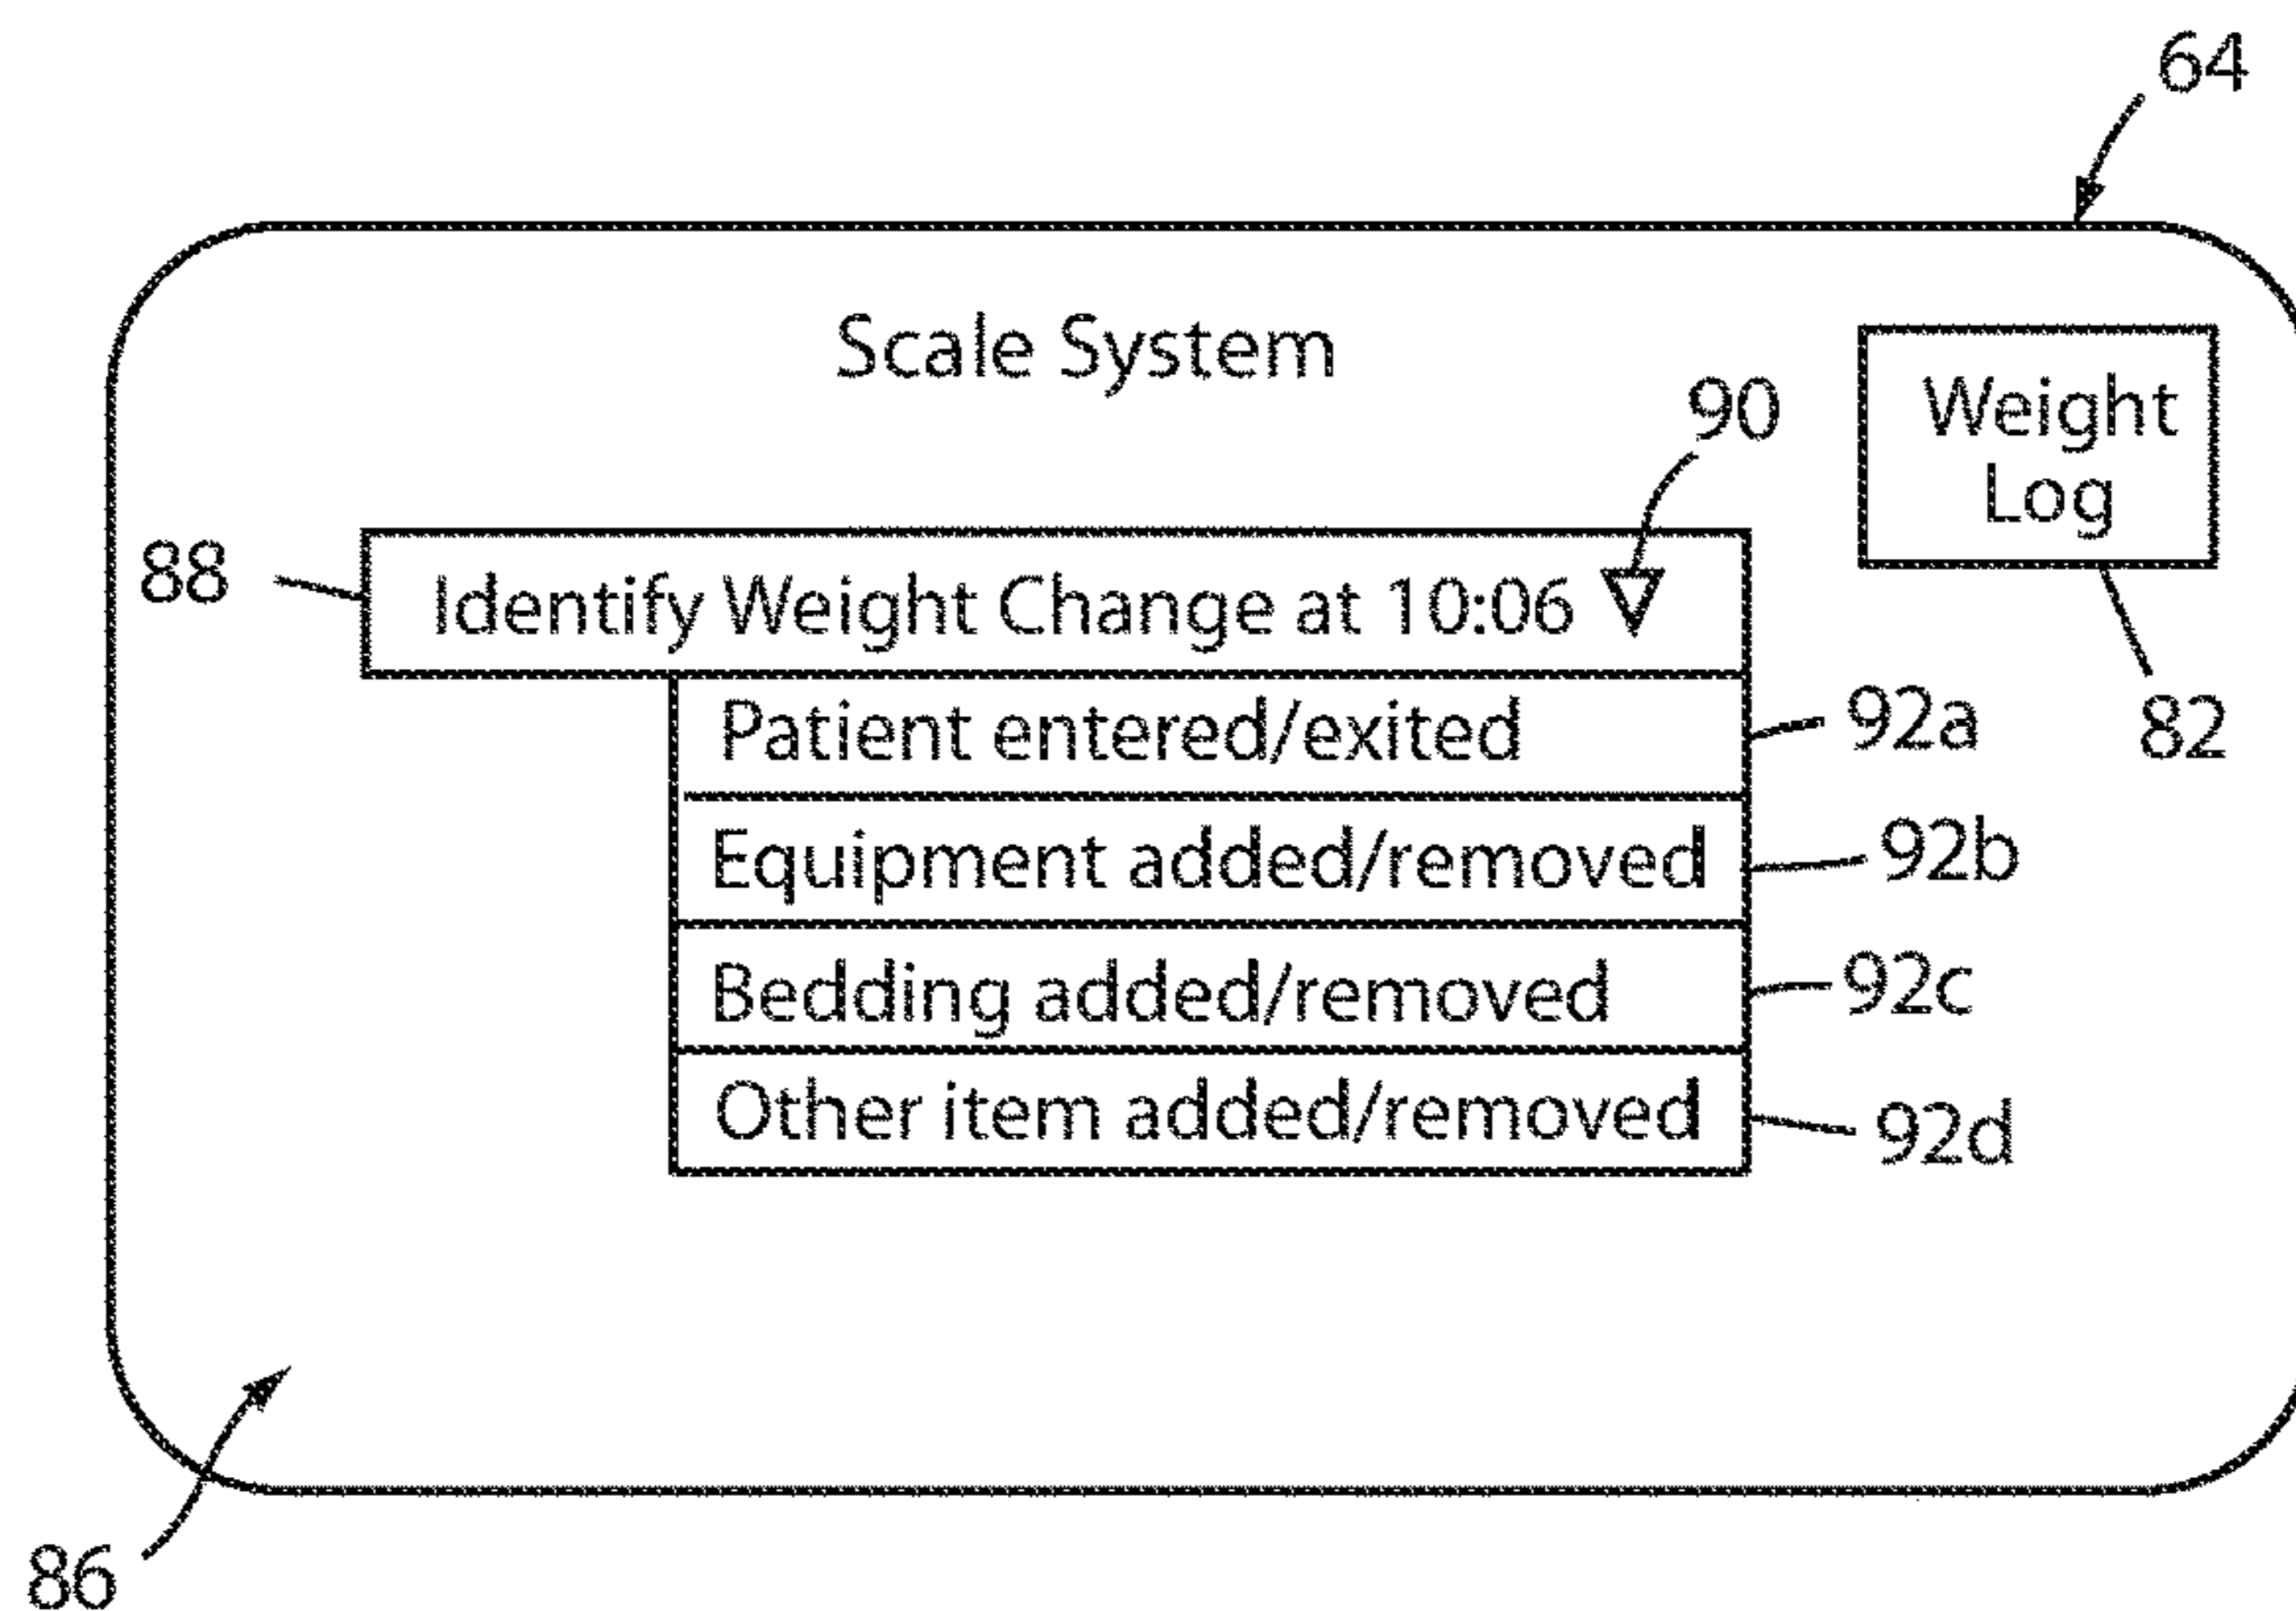 64
Scale System
90
Weight
Log
88
Identify Weight Change at 10:06
82
Patient entered/exited
92a
Equipment added/removed
92b
Bedding added/removed
92c
Other item added/removed
92d
86